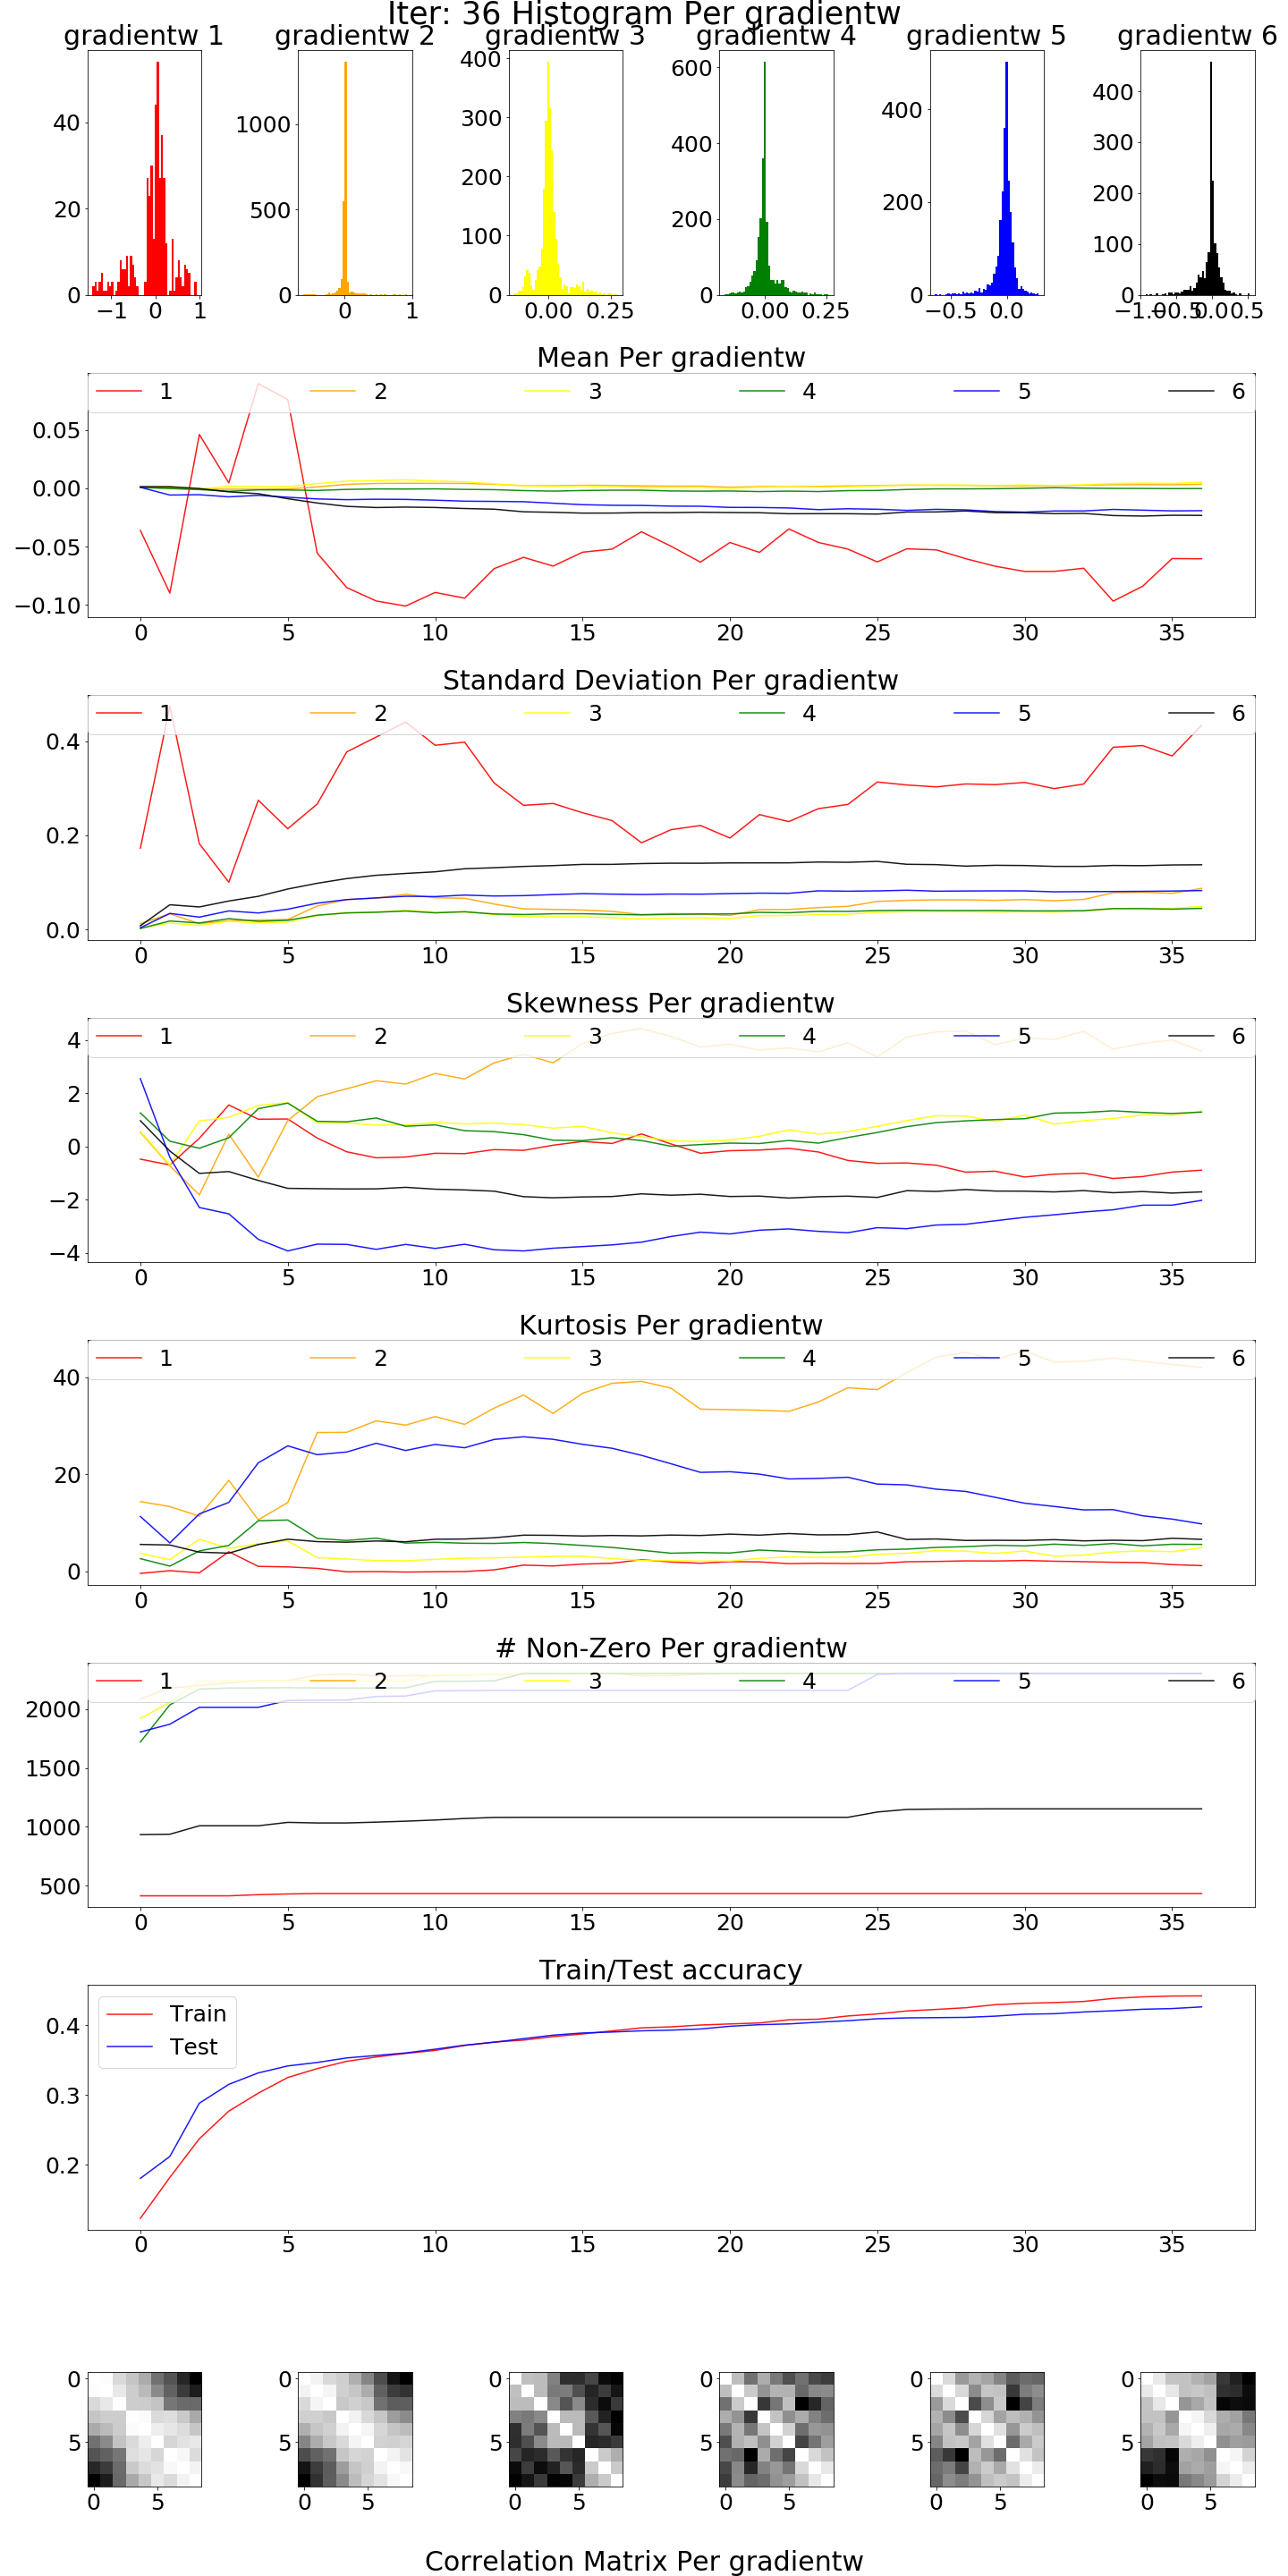 Iter: 36 Histogram Per gradientw
gradientw 1 gradientw 2 gradientw 3 gradientw 4 gradientw 5 gradientw 6
40
20
0
−1 0 1
1000
500
0
0 1
400
300
200
100
0
0.00 0.25
600
400
200
0
0.00 0.25
400
200
0
−0.5 0.0
400
300
200
100
0
−1.0 −0.5 0.0 0.5
Mean Per gradientw
1 2 3 4 5 6
0.05
0.00
−0.05
−0.10
0 5 10 15 20 25 30 35
Standard Deviation Per gradientw
1 2 3 4 5 6
0.4
0.2
0.0
0 5 10 15 20 25 30 35
Skewness Per gradientw
1 2 3 4 5 6
4
2
0
−2
−4
0 5 10 15 20 25 30 35
Kurtosis Per gradientw
1 2 3 4 5 6
40
20
0
0 5 10 15 20 25 30 35
# Non-Zero Per gradientw
1 2 3 4 5 6
2000
1500
1000
500
0 5 10 15 20 25 30 35
Train/Test accuracy
Train
Test
0.4
0.3
0.2
0 5 10 15 20 25 30 35
0
5
0 5
0
5
0 5
0
5
0 5
0
5
0 5
0
5
0 5
0
5
0 5
Correlation Matrix Per gradientw